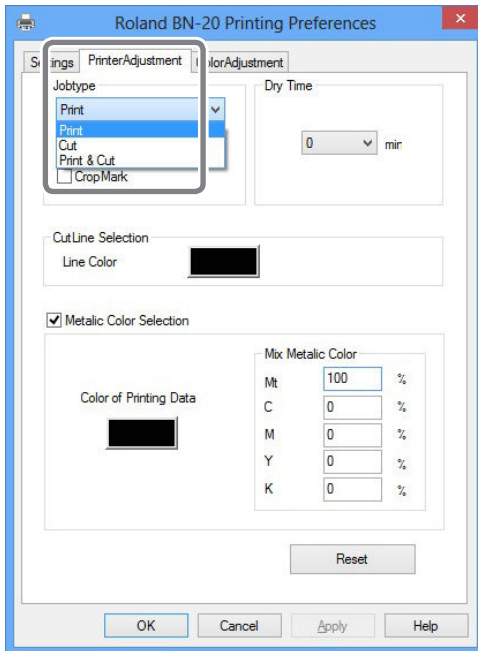 Roland BN-20 Printing Preferences
Settings PrinterAdjustment ColorAdjustment
Jobtype
Dry Time
Print
Print
Cut
Print & Cut
CropMark
0 min
CutLine Selection
Line Color
Metalic Color Selection
Mix Metalic Color
Color of Printing Data
Mt 100 %
C 0 %
M 0 %
Y 0 %
K 0 %
Reset
OK Cancel Apply Help